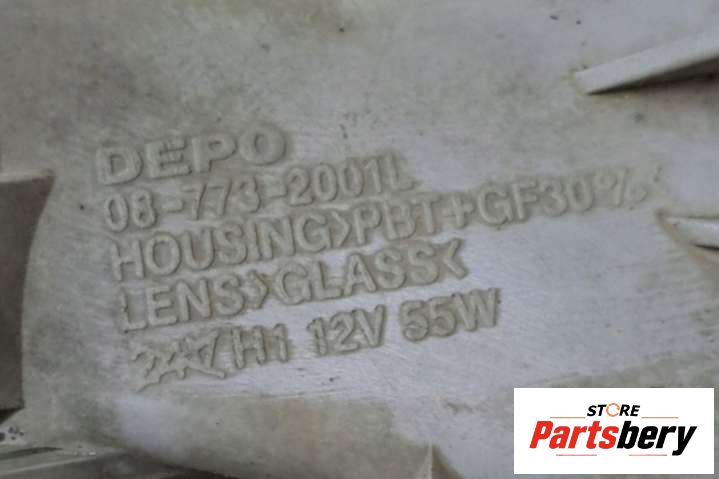 DEPO
08-773-2001L
HOUSING>PBT+GF30%
LENS>GLASS<
H1 12V 55W
STORE
Partsbery